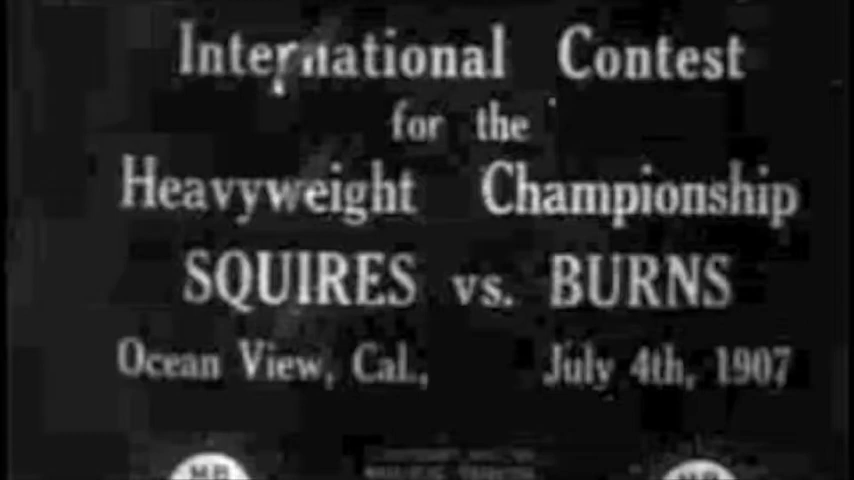 International Contest
for the
Heavyweight Championship
SQUIRES vs. BURNS
Ocean View, Cal., July 4th, 1907